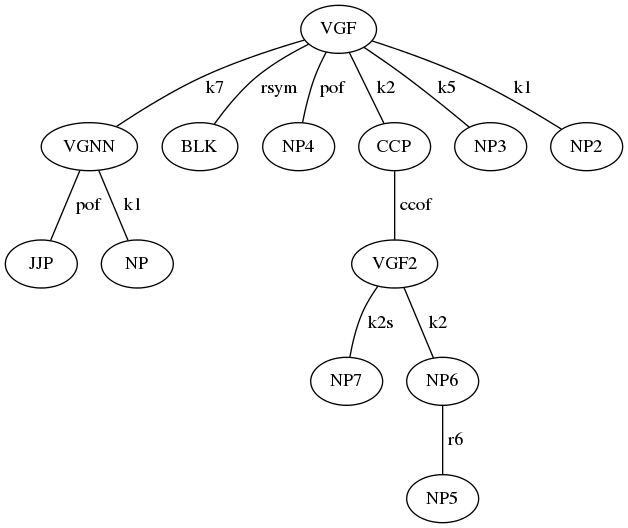 VGF
k7 rsym pof k2 k5 k1
VGNN BLK NP4 CCP NP3 NP2
pof k1 ccof
JJP NP VGF2
k2s k2
NP7 NP6
r6
NP5